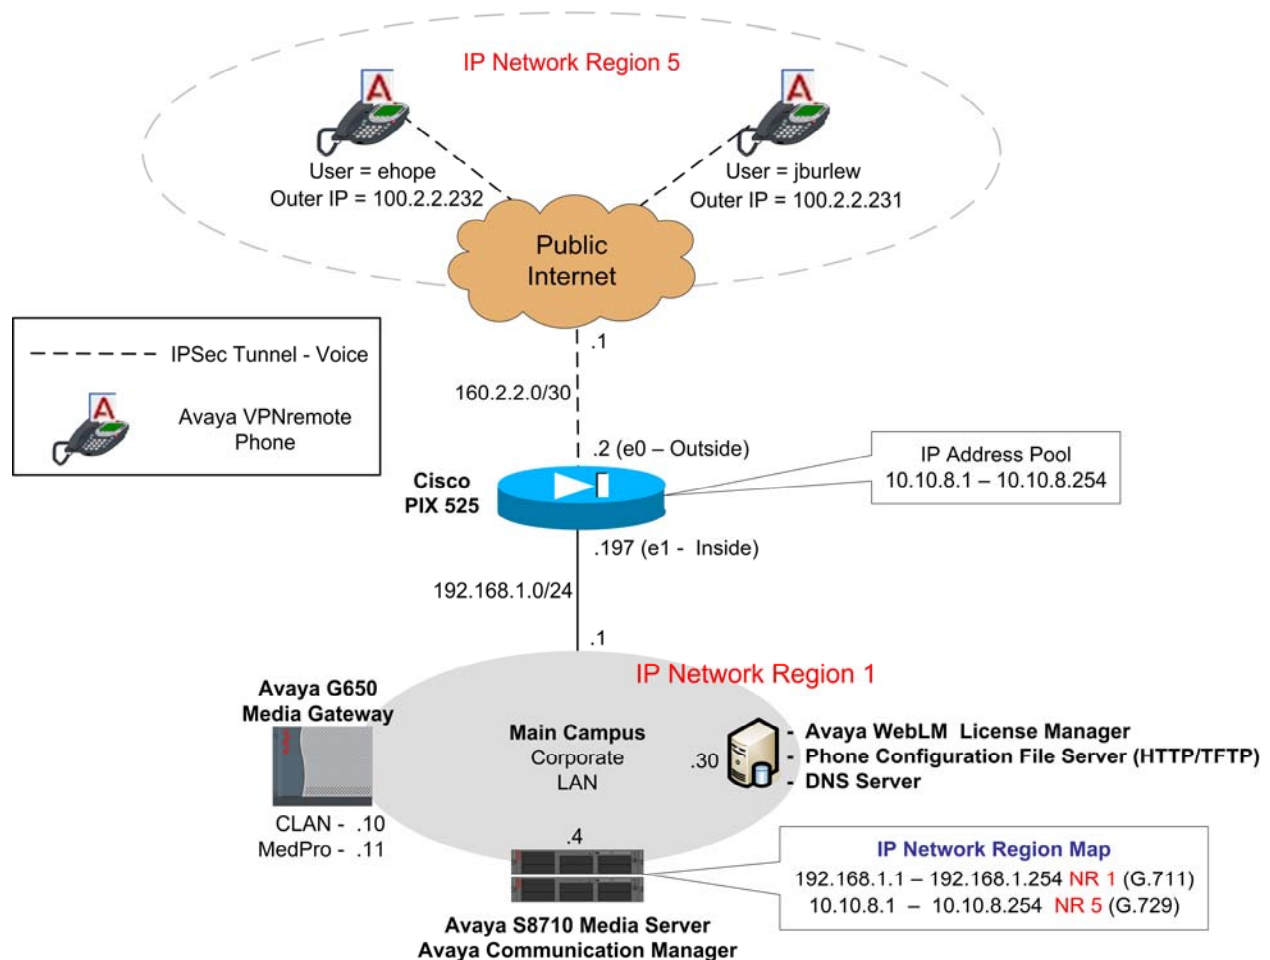 IP Network Region 5
A
A
User = ehope
Outer IP = 100.2.2.232
User = jburlew
Outer IP = 100.2.2.231
Public
Internet
IPSec Tunnel - Voice
A
Avaya VPNremote
Phone
.1
160.2.2.0/30
.2 (e0 – Outside)
Cisco
PIX 525
IP Address Pool
10.10.8.1 – 10.10.8.254
.197 (e1 - Inside)
192.168.1.0/24
.1
IP Network Region 1
Avaya G650
Media Gateway
CLAN - .10
MedPro - .11
Main Campus
Corporate
LAN
.30
- Avaya WebLM License Manager
- Phone Configuration File Server (HTTP/TFTP)
- DNS Server
.4
Avaya S8710 Media Server
Avaya Communication Manager
IP Network Region Map
192.168.1.1 – 192.168.1.254 NR 1 (G.711)
10.10.8.1 – 10.10.8.254 NR 5 (G.729)